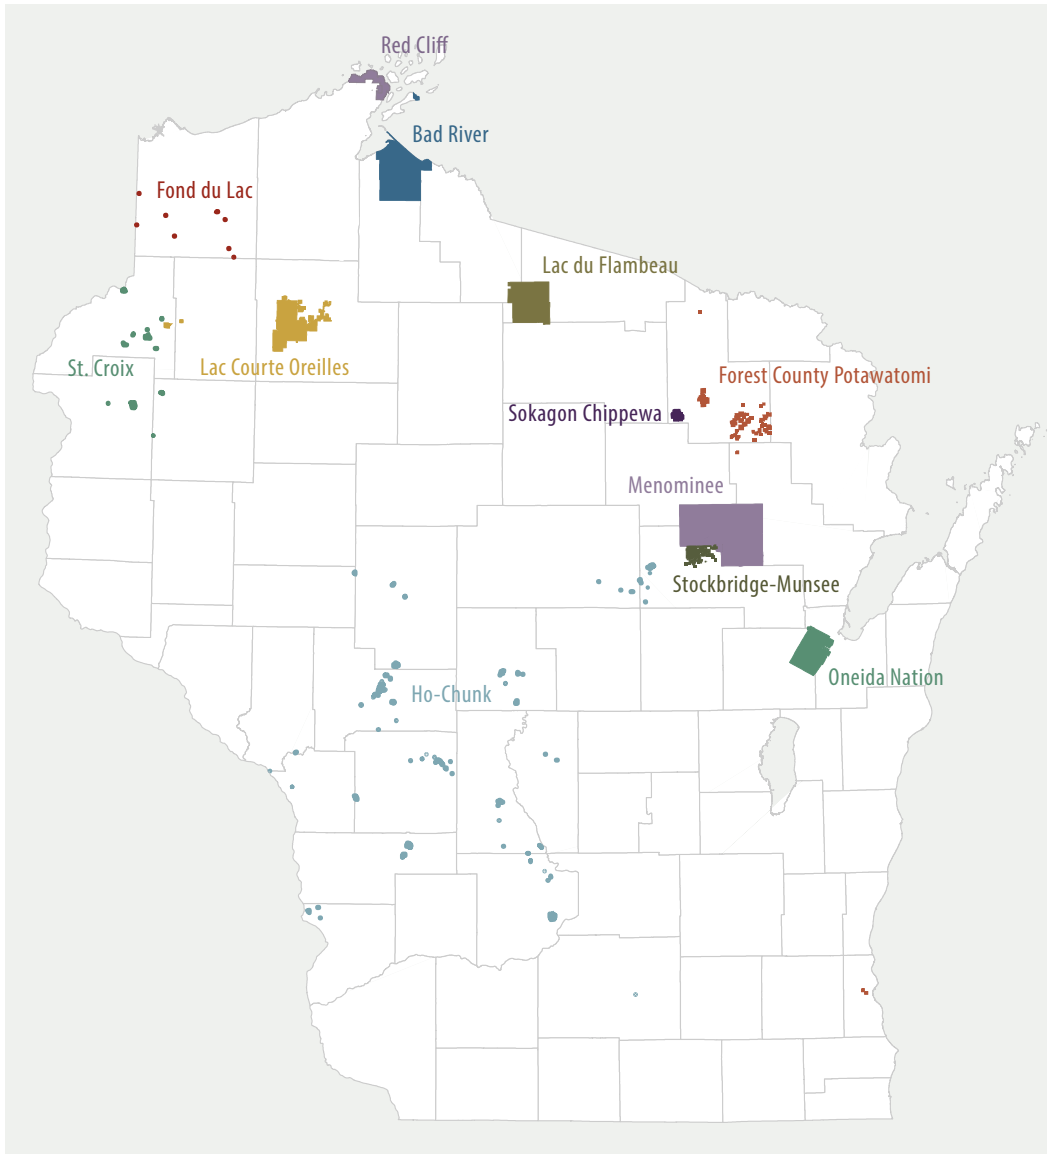 Red Cliff
Bad River
Fond du Lac
Lac du Flambeau
St. Croix
Lac Courte Oreilles
Forest County Potawatomi
Sokagon Chippewa
Menominee
Stockbridge-Munsee
Oneida Nation
Ho-Chunk